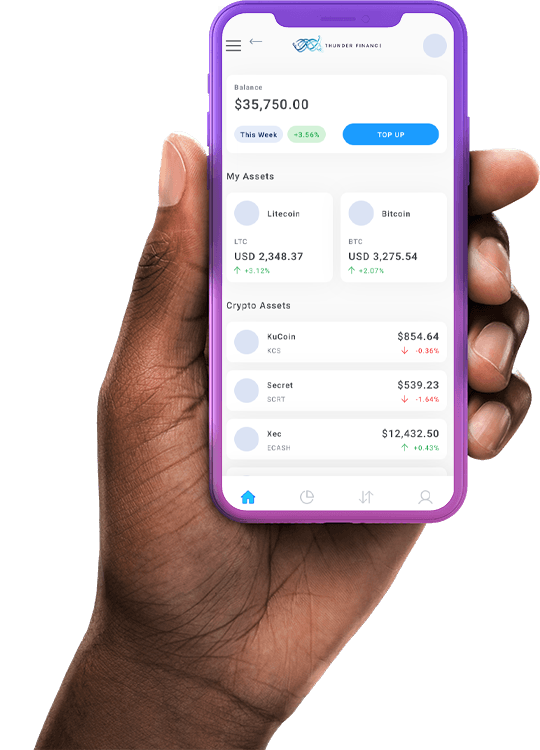 THUNDER FINANC
Balance
$35,750.00
This Week
+3.56%
TOP UP
My Assets
Litecoin
Bitcoin
LTC
BTC
USD 2,348.37
USD 3,275.54
+3,12%
+2.07%
Crypto Assets
KuCoin
$854.64
KCS
-0.36%
Secret
$539.23
SCRT
-1.64%
Xec
$12,432.50
ECASH
+0.43%